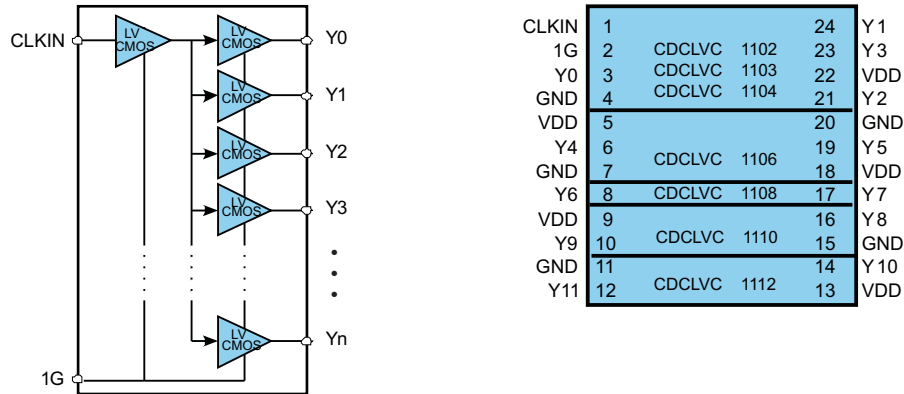 CLKIN
LV
CMOS
LV
CMOS
Y0
LV
CMOS
Y1
LV
CMOS
Y2
LV
CMOS
Y3
LV
CMOS
Yn
1G
CLKIN 1 24 Y1
1G 2 CDCLVC 1102 23 Y3
Y0 3 CDCLVC 1103 22 VDD
GND 4 CDCLVC 1104 21 Y2
VDD 5 20 GND
Y4 6 19 Y5
CDCLVC 1106
GND 7 18 VDD
Y6 8 CDCLVC 1108 17 Y7
VDD 9 16 Y8
Y9 10 CDCLVC 1110 15 GND
GND 11 14 Y10
Y11 12 CDCLVC 1112 13 VDD